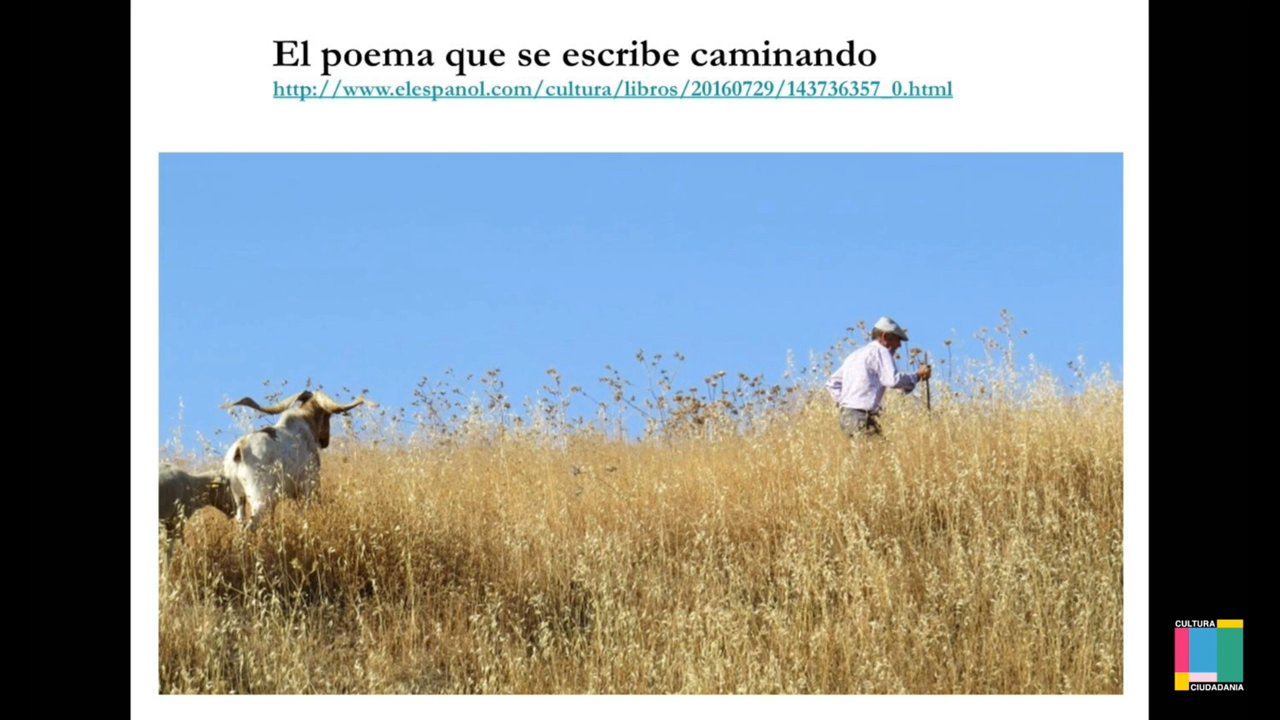 El poema que se escribe caminando
http://www.elespanol.com/cultura/libros/20160729/143736357_0.html
CULTURA
CIUDADANIA